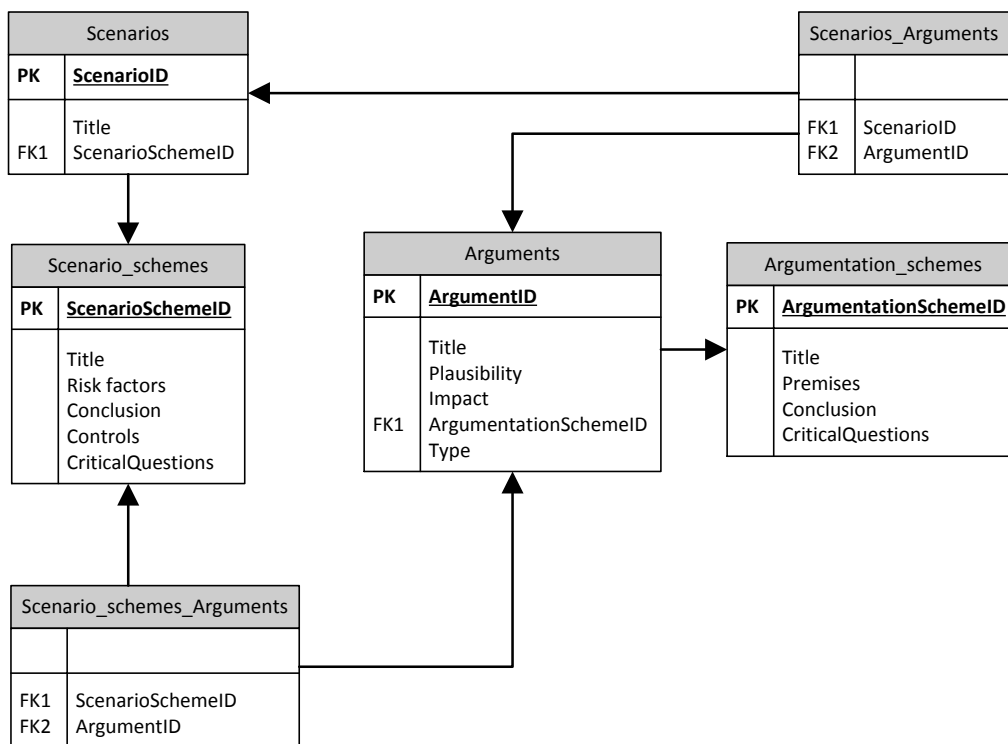 Scenarios
PK ScenarioID
Title
FK1 ScenarioSchemeID
Scenarios_Arguments
FK1 ScenarioID
FK2 ArgumentID
Scenario_schemes
PK ScenarioSchemeID
Title
Risk factors
Conclusion
Controls
CriticalQuestions
Arguments
PK ArgumentID
Title
Plausibility
Impact
FK1 ArgumentationSchemeID
Type
Argumentation_schemes
PK ArgumentationSchemeID
Title
Premises
Conclusion
CriticalQuestions
Scenario_schemes_Arguments
FK1 ScenarioSchemeID
FK2 ArgumentID